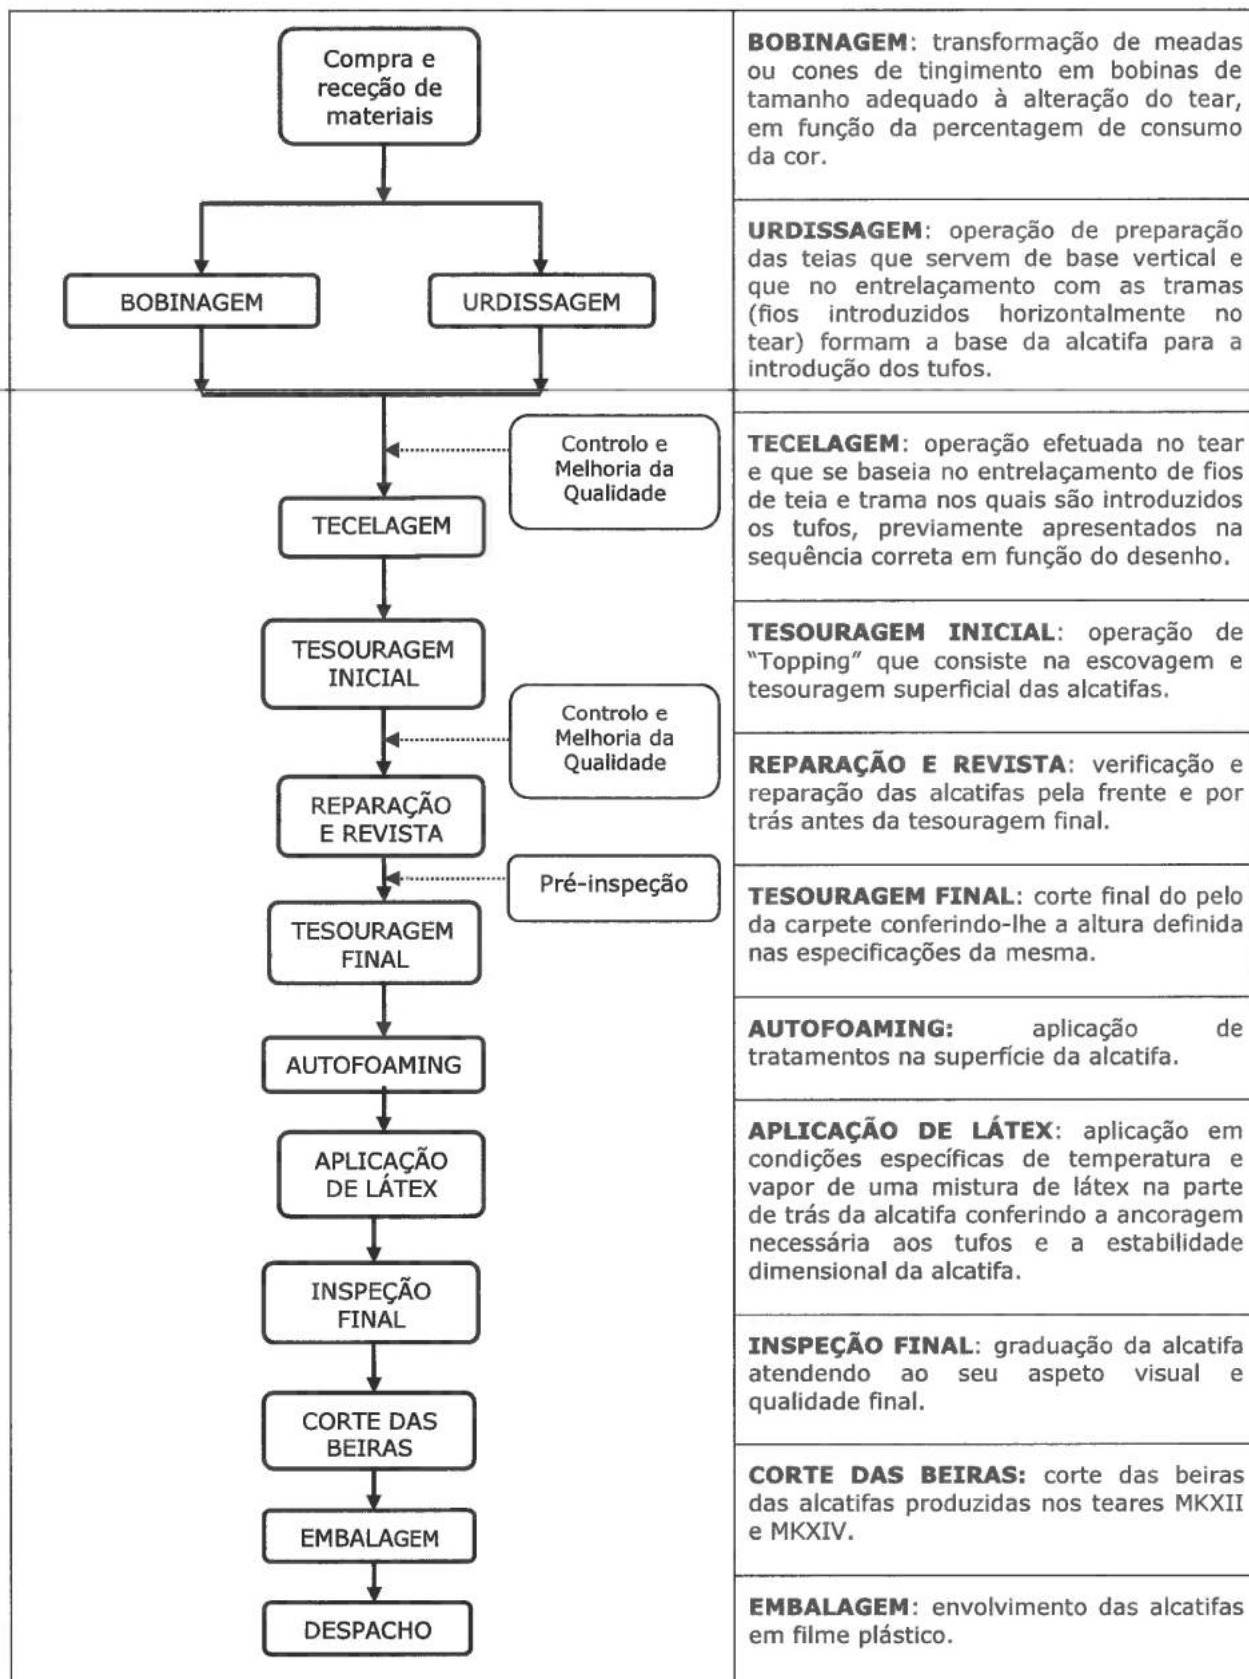 Compra e
receção de
materiais
BOBINAGEM
URDISSAGEM
Controlo e
Melhoria da
Qualidade
TECELAGEM
TESOURAGEM
INICIAL
Controlo e
Melhoria da
Qualidade
REPARAÇÃO
E REVISTA
Pré-inspeção
TESOURAGEM
FINAL
AUTOFOAMING
APLICAÇÃO
DE LÁTEX
INSPEÇÃO
FINAL
CORTE DAS
BEIRAS
EMBALAGEM
DESPACHO
BOBINAGEM: transformação de meadas
ou cones de tingimento em bobinas de
tamanho adequado à alteração do tear,
em função da percentagem de consumo
da cor.
URDISSAGEM: operação de preparação
das teias que servem de base vertical e
que no entrelaçamento com as tramas
(fios introduzidos horizontalmente no
tear) formam a base da alcatifa para a
introdução dos tufos.
TECELAGEM: operação efetuada no tear
e que se baseia no entrelaçamento de fios
de teia e trama nos quais são introduzidos
os tufos, previamente apresentados na
sequência correta em função do desenho.
TESOURAGEM INICIAL: operação de
“Topping” que consiste na escovagem e
tesouragem superficial das alcatifas.
REPARAÇÃO E REVISTA: verificação e
reparação das alcatifas pela frente e por
trás antes da tesouragem final.
TESOURAGEM FINAL: corte final do pelo
da carpete conferindo-lhe a altura definida
nas especificações da mesma.
AUTOFOAMING: aplicação de
tratamentos na superfície da alcatifa.
APLICAÇÃO DE LÁTEX: aplicação em
condições específicas de temperatura e
vapor de uma mistura de látex na parte
de trás da alcatifa conferindo a ancoragem
necessária aos tufos e a estabilidade
dimensional da alcatifa.
INSPEÇÃO FINAL: graduação da alcatifa
atendendo ao seu aspeto visual e
qualidade final.
CORTE DAS BEIRAS: corte das beiras
das alcatifas produzidas nos teares MKXII
e MKXIV.
EMBALAGEM: envolvimento das alcatifas
em filme plástico.